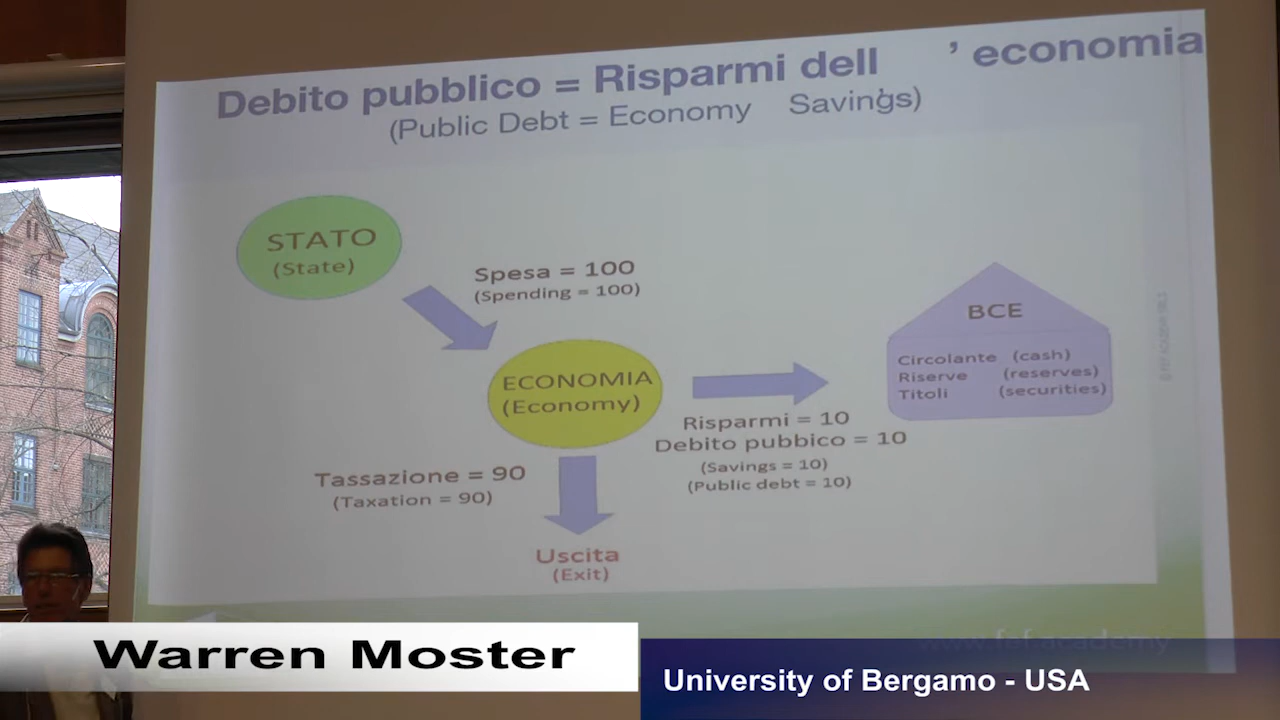 Debito pubblico = Risparmi dell ’ economia
(Public Debt = Economy Savings)
STATO
(State)
Spesa = 100
(Spending = 100)
ECONOMIA
(Economy)
BCE
Circolante (cash)
Riserve (reserves)
Titoli (securities)
Risparmi = 10
Debito pubbico = 10
(Savings = 10)
(Public debt = 10)
Tassazione = 90
(Taxation = 90)
Uscita
(Exit)
Warren Moster
University of Bergamo - USA